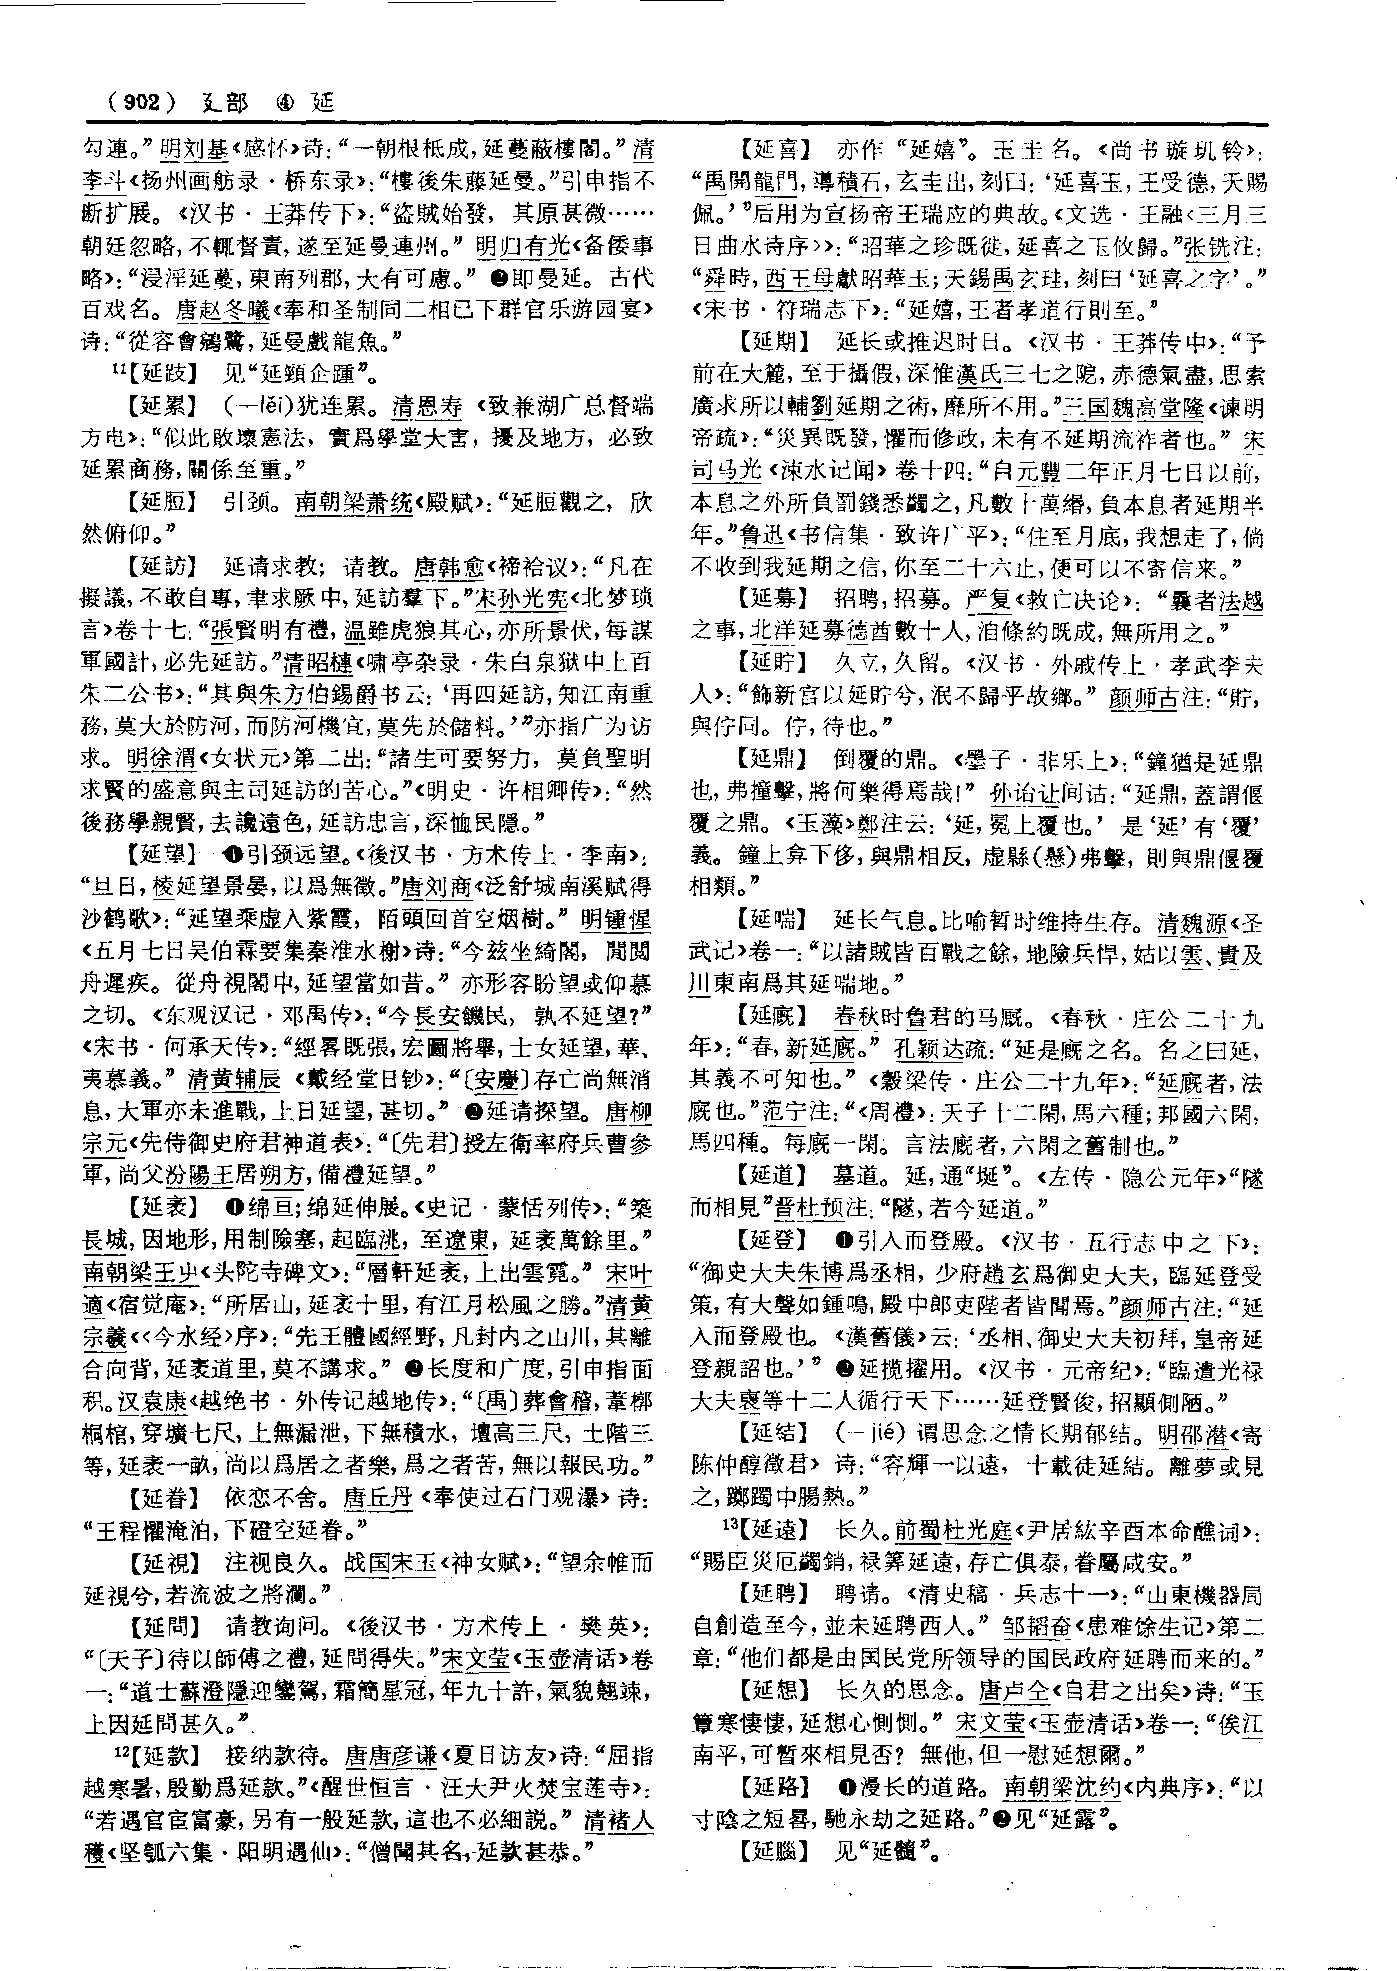 （902） 廴部 ④ 延
勾連。”明刘基《感怀》诗：“一朝根柢成，延蔓蔽樓閣。”清
李斗《扬州画舫录·桥东录》：“樓後朱藤延曼。”引申指不
断扩展。《汉书·王莽传下》：“盜賊始發，其原甚微……
朝廷忽略，不輒督責，遂至延曼連州。”明归有光《备倭事
略》：“浸淫延蔓，東南列郡，大有可慮。”❷即曼延。古代
百戏名。唐赵冬曦《奉和圣制同二相已下群官乐游园宴》
诗：“從容會鵷鷺，延曼戲龍魚。”
11【延跂】 见“延頸企踵”。
【延累】 （—lěi）犹连累。清恩寿《致兼湖广总督端
方电》：“似此敗壞憲法，實爲學堂大害，擾及地方，必致
延累商務，關係至重。”
【延脰】 引颈。南朝梁萧统《殿赋》：“延脰觀之，欣
然俯仰。”
【延訪】 延请求教；请教。唐韩愈《禘祫议》：“凡在
擬議，不敢自專，聿求厥中，延訪羣下。”宋孙光宪《北梦琐
言》卷十七：“張賢明有禮，温雖虎狼其心，亦所景伏，每謀
軍國計，必先延訪。”清昭槤《啸亭杂录·朱白泉狱中上百
朱二公书》：“其與朱方伯錫爵书云：‘再四延訪，知江南重
務，莫大於防河，而防河機宜，莫先於儲料。’”亦指广为访
求。明徐渭《女状元》第二出：“諸生可要努力，莫負聖明
求賢的盛意與主司延訪的苦心。”《明史·许相卿传》：“然
後務學親賢，去讒遠色，延訪忠言，深恤民隱。”
【延望】 ❶引颈远望。《後汉书·方术传上·李南》：
“旦日，棱延望景晏，以爲無徵。”唐刘商《泛舒城南溪赋得
沙鹤歌》：“延望乘虚入紫霞，陌頭回首空烟樹。”明锺惺
《五月七日吴伯霖要集秦淮水榭》诗：“今兹坐綺閣，閒閲
舟遲疾。從舟視閣中，延望當如昔。”亦形容盼望或仰慕
之切。《东观汉记·邓禹传》：“今長安饑民，孰不延望？”
《宋书·何承天传》：“經畧既張，宏圖將舉，士女延望，華、
夷慕義。”清黄辅辰《戴经堂日钞》：“〔安慶〕存亡尚無消
息，大軍亦未進戰，上日延望，甚切。”❷延请探望。唐柳
宗元《先侍御史府君神道表》：“〔先君〕授左衛率府兵曹參
軍，尚父汾陽王居朔方，備禮延望。”
【延袤】 ❶绵亘；绵延伸展。《史记·蒙恬列传》：“築
長城，因地形，用制險塞，起臨洮，至遼東，延袤萬餘里。”
南朝梁王屮《头陀寺碑文》：“層軒延袤，上出雲霓。”宋叶
適《宿觉庵》：“所居山，延袤十里，有江月松風之勝。”清黄
宗羲《〈今水经〉序》：“先王體國經野，凡封内之山川，其離
合向背，延袤道里，莫不講求。”❷长度和广度，引申指面
积。汉袁康《越绝书·外传记越地传》：“〔禹〕葬會稽，葦槨
桐棺，穿壙七尺，上無漏泄，下無積水，壇高三尺，土階三
等，延袤一畝，尚以爲居之者樂，爲之者苦，無以報民功。”
【延眷】 依恋不舍。唐丘丹《奉使过石门观瀑》诗：
“王程懼淹泊，下磴空延眷。”
【延視】 注视良久。战国宋玉《神女赋》：“望余帷而
延視兮，若流波之將瀾。”
【延問】 请教询问。《後汉书·方术传上·樊英》：
“〔天子〕待以師傅之禮，延問得失。”宋文莹《玉壶清话》卷
一：“道士蘇澄隱迎鑾駕，霜簡星冠，年九十許，氣貌翹竦，
上因延問甚久。”
12【延款】 接纳款待。唐唐彦谦《夏日访友》诗：“屈指
越寒暑，殷勤爲延款。”《醒世恒言·汪大尹火焚宝莲寺》：
“若遇官宦富豪，另有一般延款，這也不必細説。”清褚人
穫《坚瓠六集·阳明遇仙》：“僧聞其名，延款甚恭。”
【延喜】 亦作“延嬉”。玉圭名。《尚书璇玑铃》：
“禹開龍門，導積石，玄圭出，刻曰：‘延喜玉，王受德，天賜
佩。’”后用为宣扬帝王瑞应的典故。《文选·王融〈三月三
日曲水诗序〉》：“昭華之珍既徙，延喜之玉攸歸。”张铣注：
“舜時，西王母獻昭華玉；天錫禹玄珪，刻曰‘延喜之字’。”
《宋书·符瑞志下》：“延嬉，王者孝道行則至。”
【延期】 延长或推迟时日。《汉书·王莽传中》：“予
前在大麓，至于攝假，深惟漢氏三七之阸，赤德氣盡，思索
廣求所以輔劉延期之術，靡所不用。”三国魏高堂隆《谏明
帝疏》：“災異既發，懼而修政，未有不延期流祚者也。”宋
司马光《涑水记闻》卷十四：“自元豐二年正月七日以前，
本息之外所負罰錢悉蠲之，凡數十萬缗，負本息者延期半
年。”鲁迅《书信集·致许广平》：“住至月底，我想走了，倘
不收到我延期之信，你至二十六止，便可以不寄信来。”
【延募】 招聘，招募。严复《救亡决论》：“曩者法越
之事，北洋延募德酋數十人，洎條約既成，無所用之。”
【延貯】 久立，久留。《汉书·外戚传上·孝武李夫
人》：“飾新宫以延貯兮，泯不歸乎故鄉。”颜师古注：“貯，
與佇同。佇，待也。”
【延鼎】 倒覆的鼎。《墨子·非乐上》：“鐘猶是延鼎
也，弗撞擊，將何樂得焉哉！”孙诒让间诂：“延鼎，蓋謂偃
覆之鼎。《玉藻》鄭注云：‘延，冕上覆也。’是‘延’有‘覆’
義。鐘上弇下侈，與鼎相反，虚縣（懸）弗擊，則與鼎偃覆
相類。”
【延喘】 延长气息。比喻暂时维持生存。清魏源《圣
武记》卷一：“以諸賊皆百戰之餘，地險兵悍，姑以雲、貴及
川東南爲其延喘地。”
【延廄】 春秋时鲁君的马厩。《春秋·庄公二十九
年》：“春，新延廄。”孔颖达疏：“延是廄之名。名之曰延，
其義不可知也。”《穀梁传·庄公二十九年》：“延廄者，法
廄也。”范宁注：“《周禮》：天子十二閑，馬六種；邦國六閑，
馬四種。每廄一閑。言法廄者，六閑之舊制也。”
【延道】 墓道。延，通“埏”。《左传·隐公元年》“隧
而相見”晋杜预注：“隧，若今延道。”
【延登】 ❶引入而登殿。《汉书·五行志中之下》：
“御史大夫朱博爲丞相，少府趙玄爲御史大夫，臨延登受
策，有大聲如鍾鳴，殿中郎吏陛者皆聞焉。”颜师古注：“延
入而登殿也。《漢舊儀》云：‘丞相、御史大夫初拜，皇帝延
登親詔也。’”❷延揽擢用。《汉书·元帝纪》：“臨遣光禄
大夫襃等十二人循行天下……延登賢俊，招顯側陋。”
【延结】 （—jié）谓思念之情长期郁结。明邵潜《寄
陈仲醇徵君》诗：“容輝一以遠，十載徒延結。離夢或見
之，躑躅中腸熱。”
13【延遠】 长久。前蜀杜光庭《尹居紘辛酉本命醮词》：
“賜臣災厄蠲銷，禄筭延遠，存亡俱泰，眷屬咸安。”
【延聘】 聘请。《清史稿·兵志十一》：“山東機器局
自創造至今，並未延聘西人。”邹韬奋《患难馀生记》第二
章：“他们都是由国民党所领导的国民政府延聘而来的。”
【延想】 长久的思念。唐卢仝《自君之出矣》诗：“玉
簟寒悽悽，延想心惻惻。”宋文莹《玉壶清话》卷一：“俟江
南平，可暫來相見否？無他，但一慰延想爾。”
【延路】 ❶漫长的道路。南朝梁沈约《内典序》：“以
寸陰之短晷，馳永劫之延路。”❷见“延露”。
【延腦】 见“延髓”。